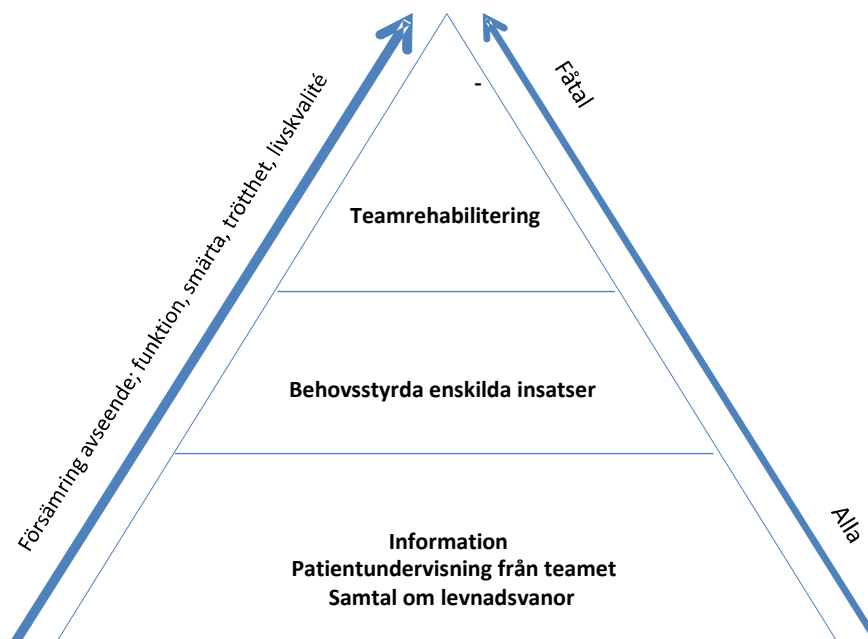 Försämring avseende; funktion, smärta, trötthet, livskvalité
Fåtal
-
Teamrehabilitering
Behovsstyrda enskilda insatser
Alla
Information
Patientundervisning från teamet
Samtal om levnadsvanor